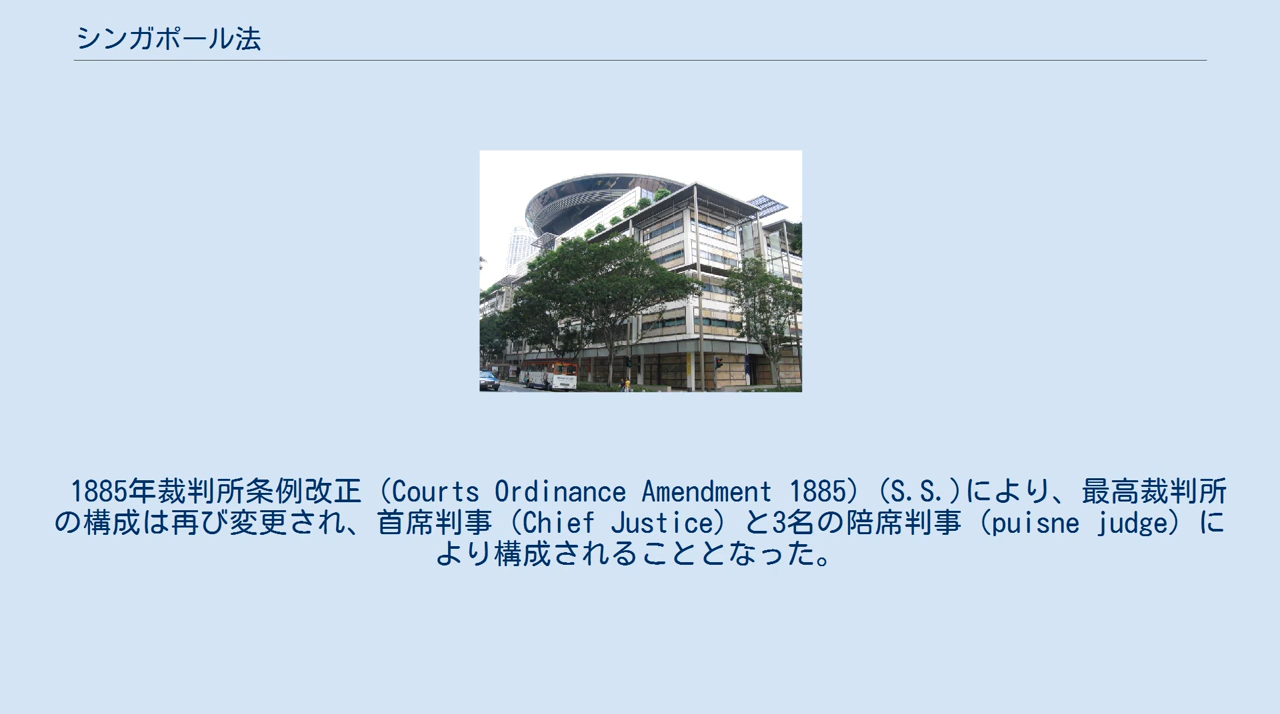 シンガポール法
1885年裁判所条例改正 (Courts Ordinance Amendment 1885) (S.S.)により、最高裁判所
の構成は再び変更され、首席判事 (Chief Justice) と3名の陪席判事 (puisne judge) に
より構成されることとなった。